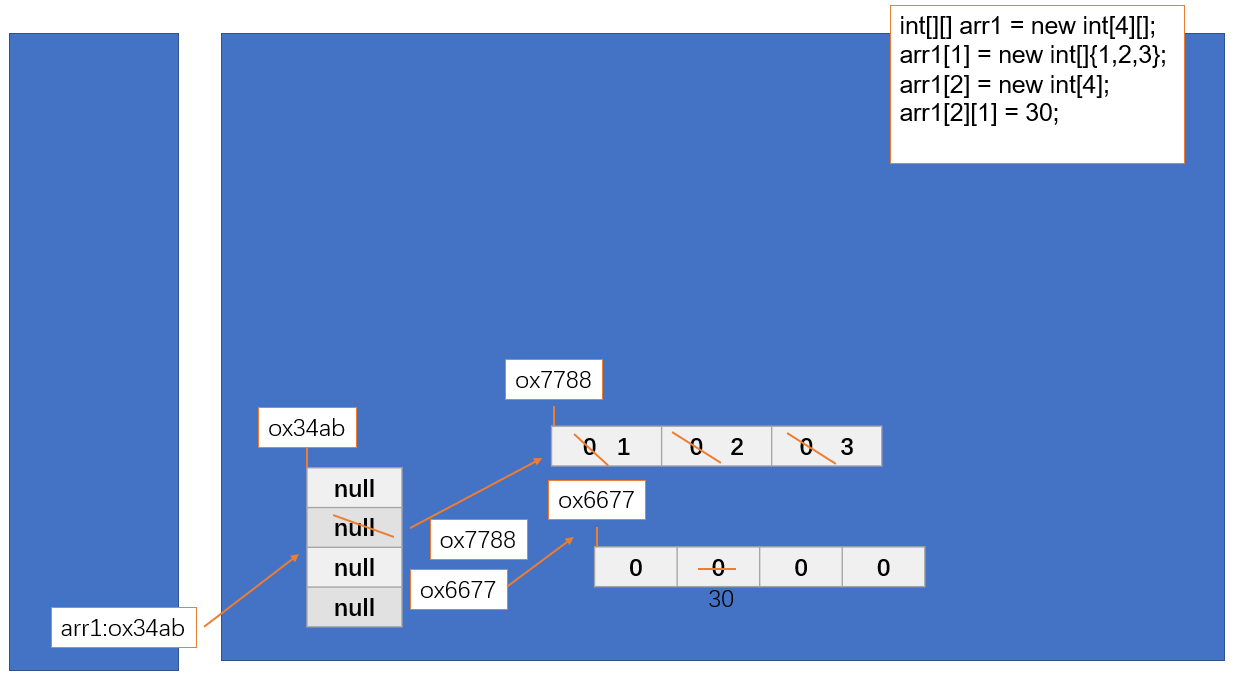 int[][] arr1 = new int[4][];
arr1[1] = new int[]{1,2,3};
arr1[2] = new int[4];
arr1[2][1] = 30;
ox7788
ox34ab
0 1 0 2 0 3
null
ox6677
null
ox7788
null
0 0 0 0
ox6677
null
30
arr1:ox34ab